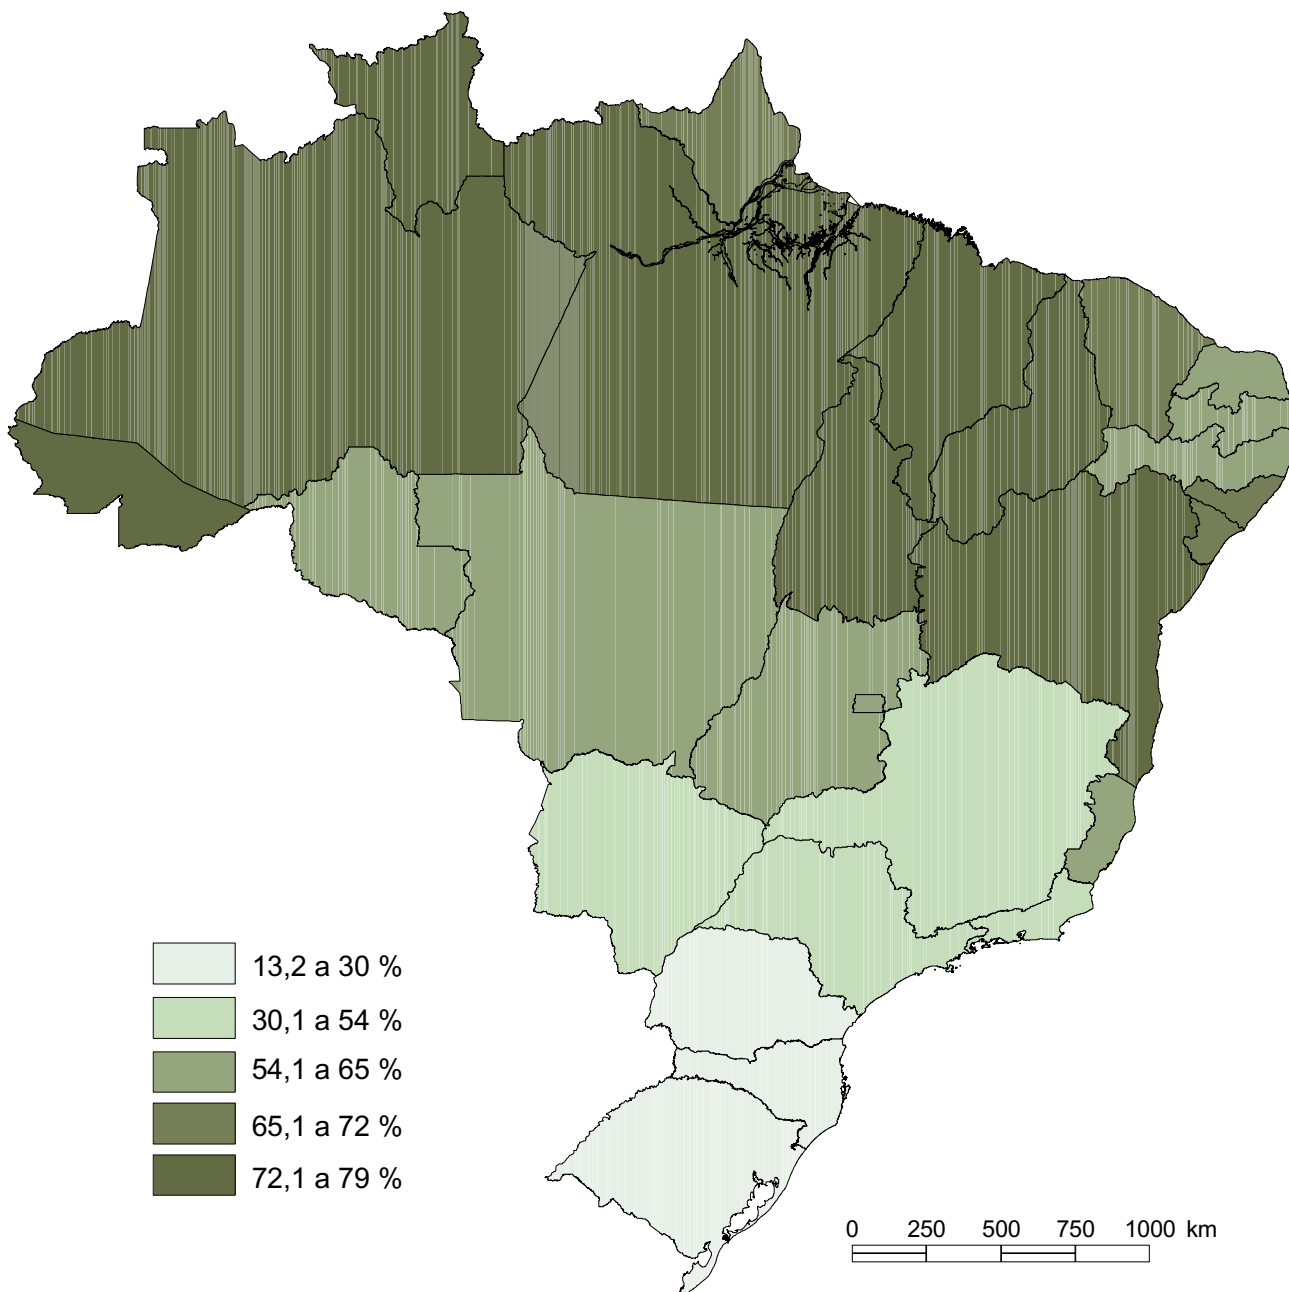 13,2 a 30 %
30,1 a 54 %
54,1 a 65 %
65,1 a 72 %
72,1 a 79 %
0 250 500 750 1000 km